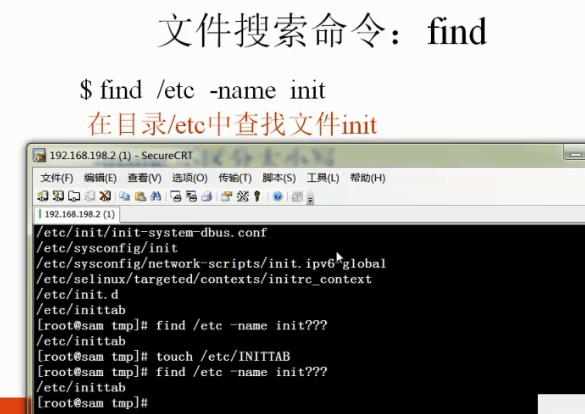 文件搜索命令：find
$ find /etc -name init
在目录/etc中查找文件init
192.168.198.2 (1) - SecureCRT
文件(F) 编辑(E) 查看(V) 选项(O) 传输(T) 脚本(S) 工具(L) 帮助(H)
192.168.198.2 (1)
/etc/init/init-system-dbus.conf
/etc/sysconfig/init
/etc/sysconfig/network-scripts/init.ipv6-global
/etc/selinux/targeted/contexts/initrc_context
/etc/init.d
/etc/inittab
[root@sam tmp]# find /etc -name init???
/etc/inittab
[root@sam tmp]# touch /etc/INITTAB
[root@sam tmp]# find /etc -name init???
/etc/inittab
[root@sam tmp]#